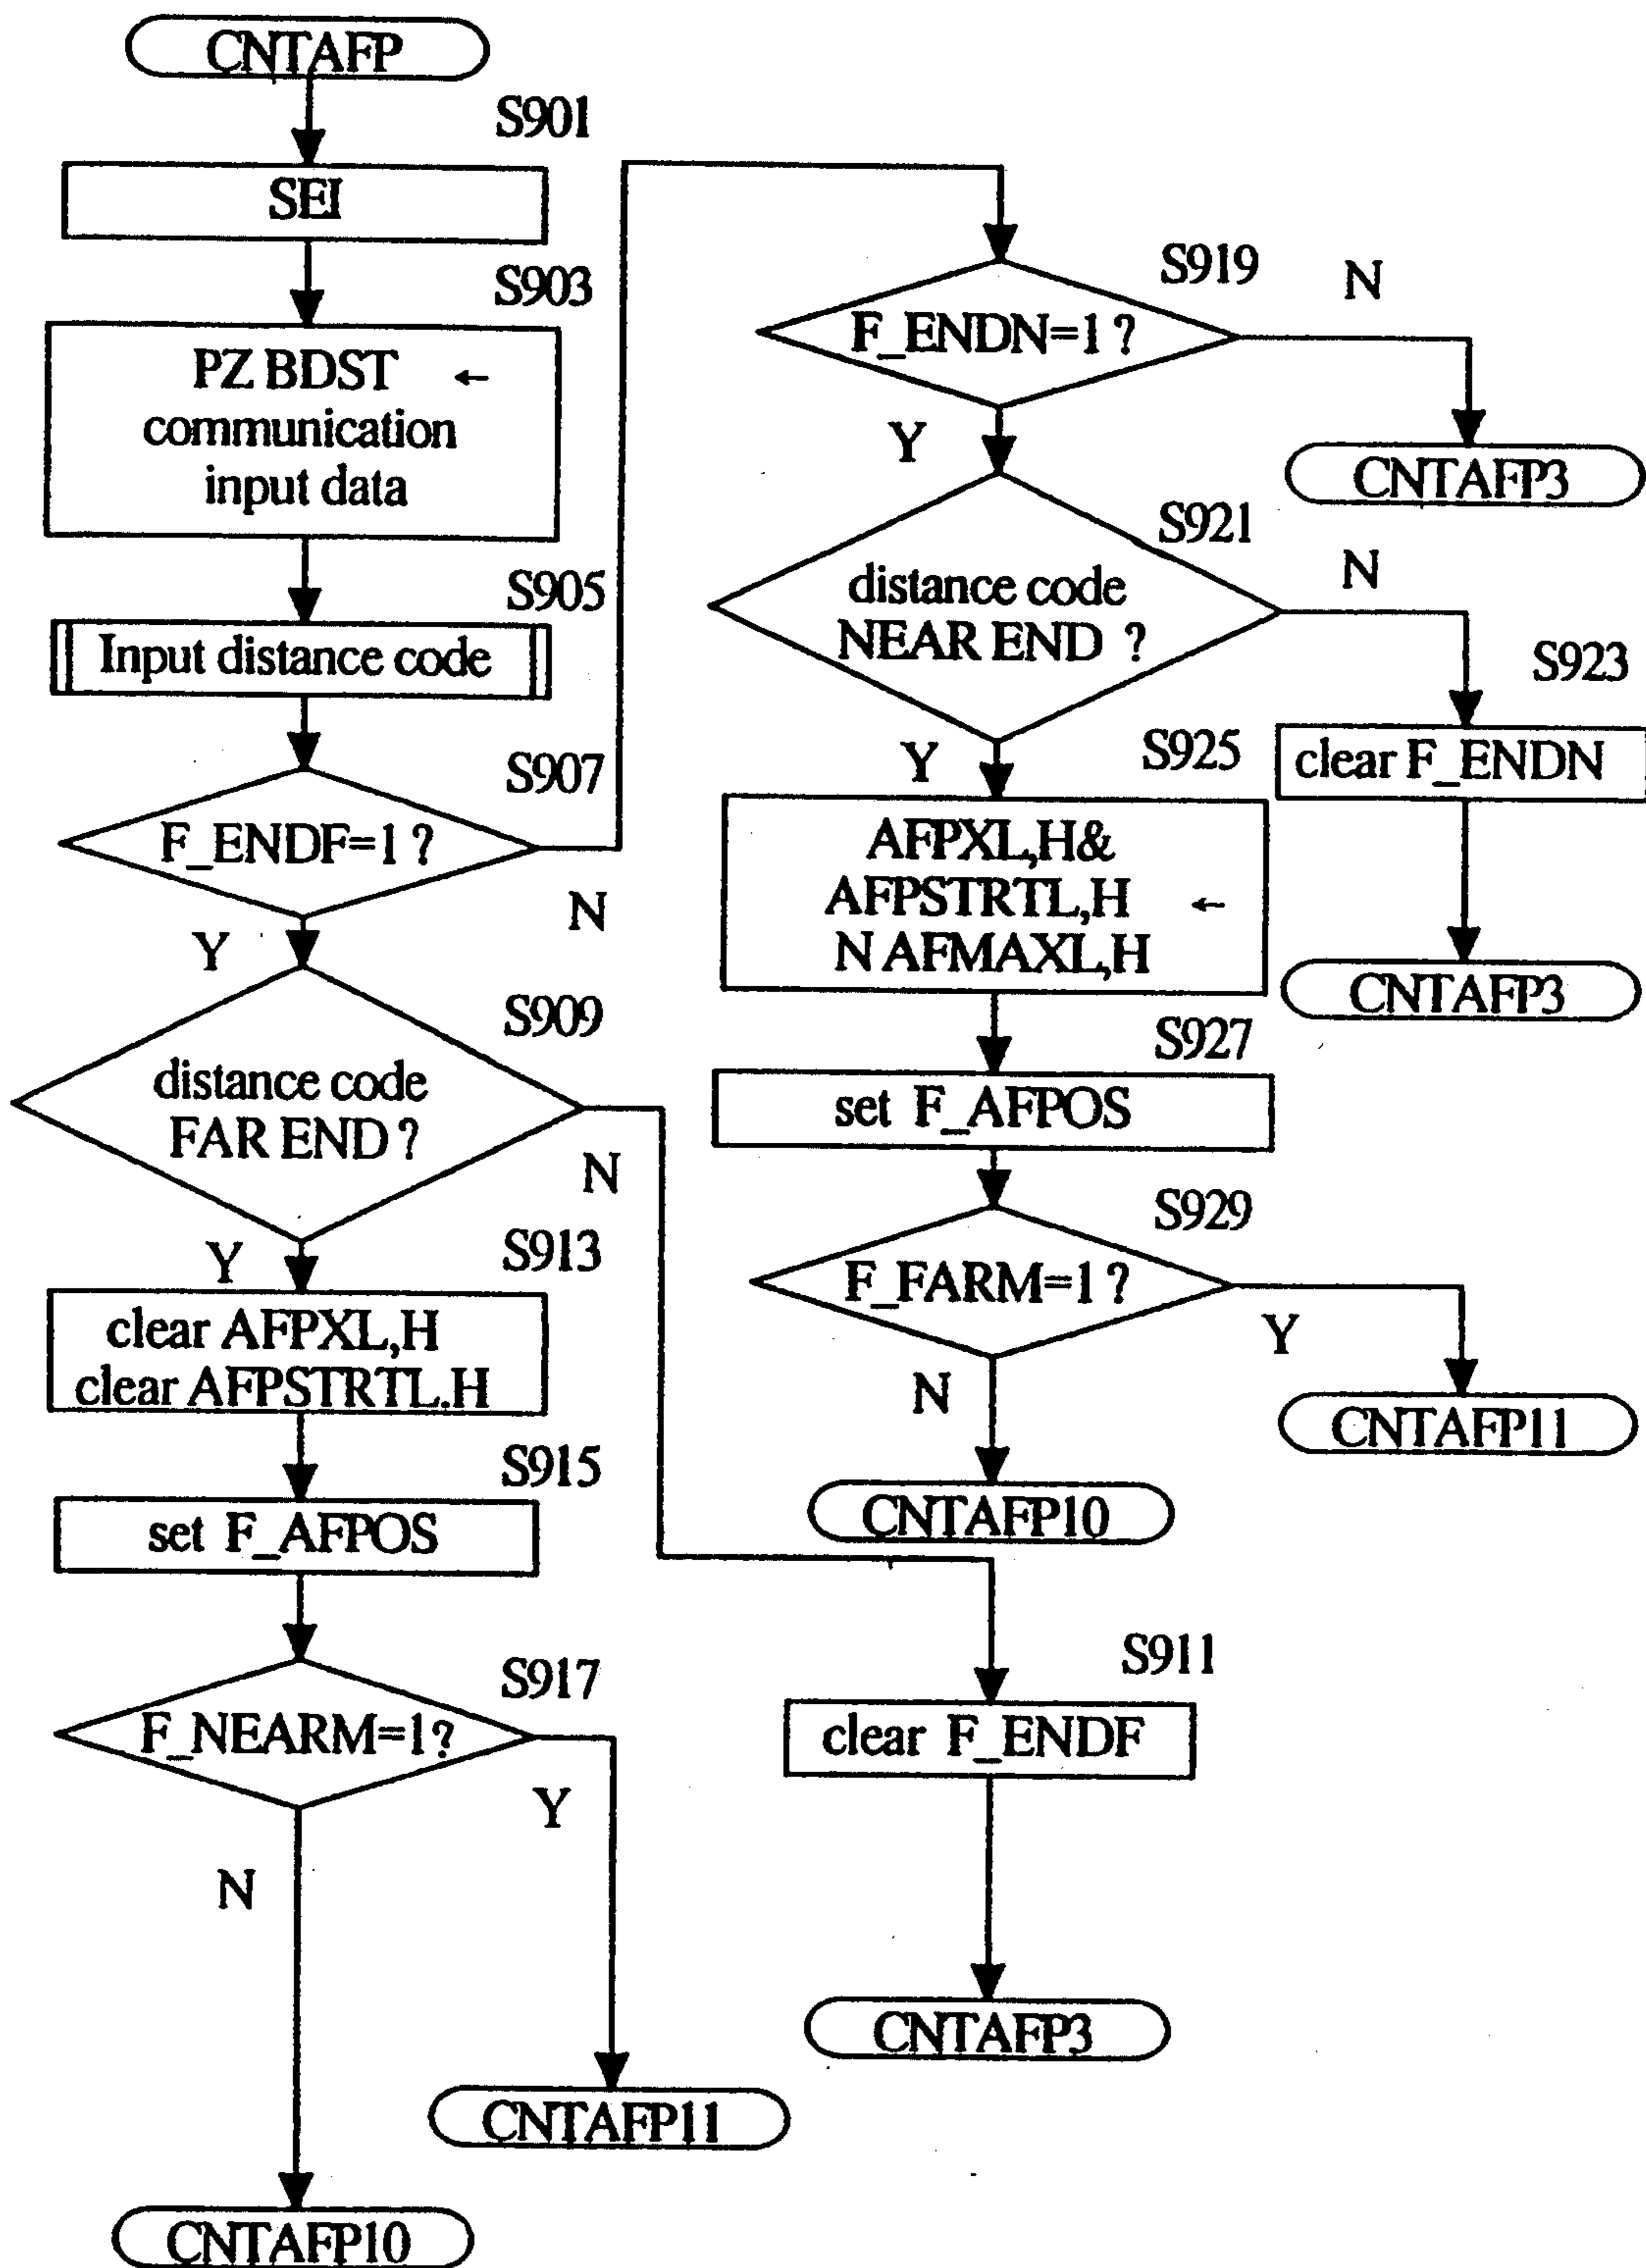 CNTAFP
S901
SEI
S903
PZ BDST ←
communication
input data
S905
Input distance code
S907
F_ENDF=1 ?
N
Y
S909
distance code
FAR END ?
N
Y
S913
clear AFPXL,H
clear AFPSTRTL.H
S915
set F_AFPOS
S917
F_NEARM=1?
Y
N
CNTAFP11
CNTAFP10
S919
N
F_ENDN=1 ?
Y
CNTAFP3
S921
N
distance code
NEAR END ?
S923
Y
S925
clear F_ENDN
AFPXL,H&
AFPSTRTL,H ←
N AFMAXL,H
CNTAFP3
S927
set F_AFPOS
S929
F_FARM=1 ?
Y
N
CNTAFP11
CNTAFP10
S911
clear F_ENDF
CNTAFP3